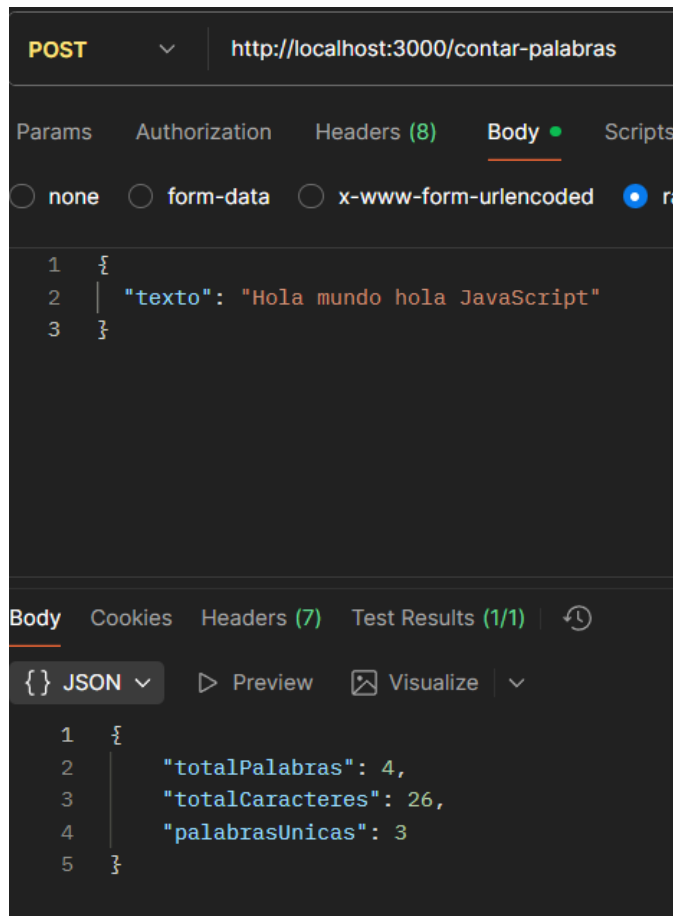 POST http://localhost:3000/contar-palabras
Params Authorization Headers (8) Body Scripts
none form-data x-www-form-urlencoded
1 {
2 "texto": "Hola mundo hola JavaScript"
3 }
Body Cookies Headers (7) Test Results (1/1)
{} JSON Preview Visualize
1 {
2 "totalPalabras": 4,
3 "totalCaracteres": 26,
4 "palabrasUnicas": 3
5 }